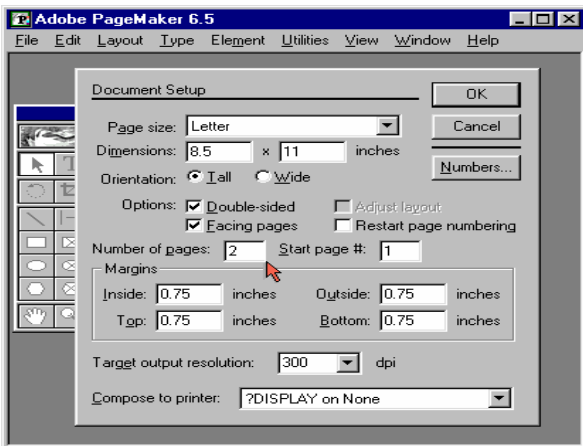 Adobe PageMaker 6.5
File Edit Layout Type Element Utilities View Window Help
Document Setup
OK
Page size: Letter
Cancel
Dimensions: 8.5 x 11 inches
Numbers...
Orientation: Tall Wide
Options: Double-sided Adjust layout
Facing pages Restart page numbering
Number of pages: 2 Start page #: 1
Margins
Inside: 0.75 inches Outside: 0.75 inches
Top: 0.75 inches Bottom: 0.75 inches
Target output resolution: 300 dpi
Compose to printer: ?DISPLAY on None